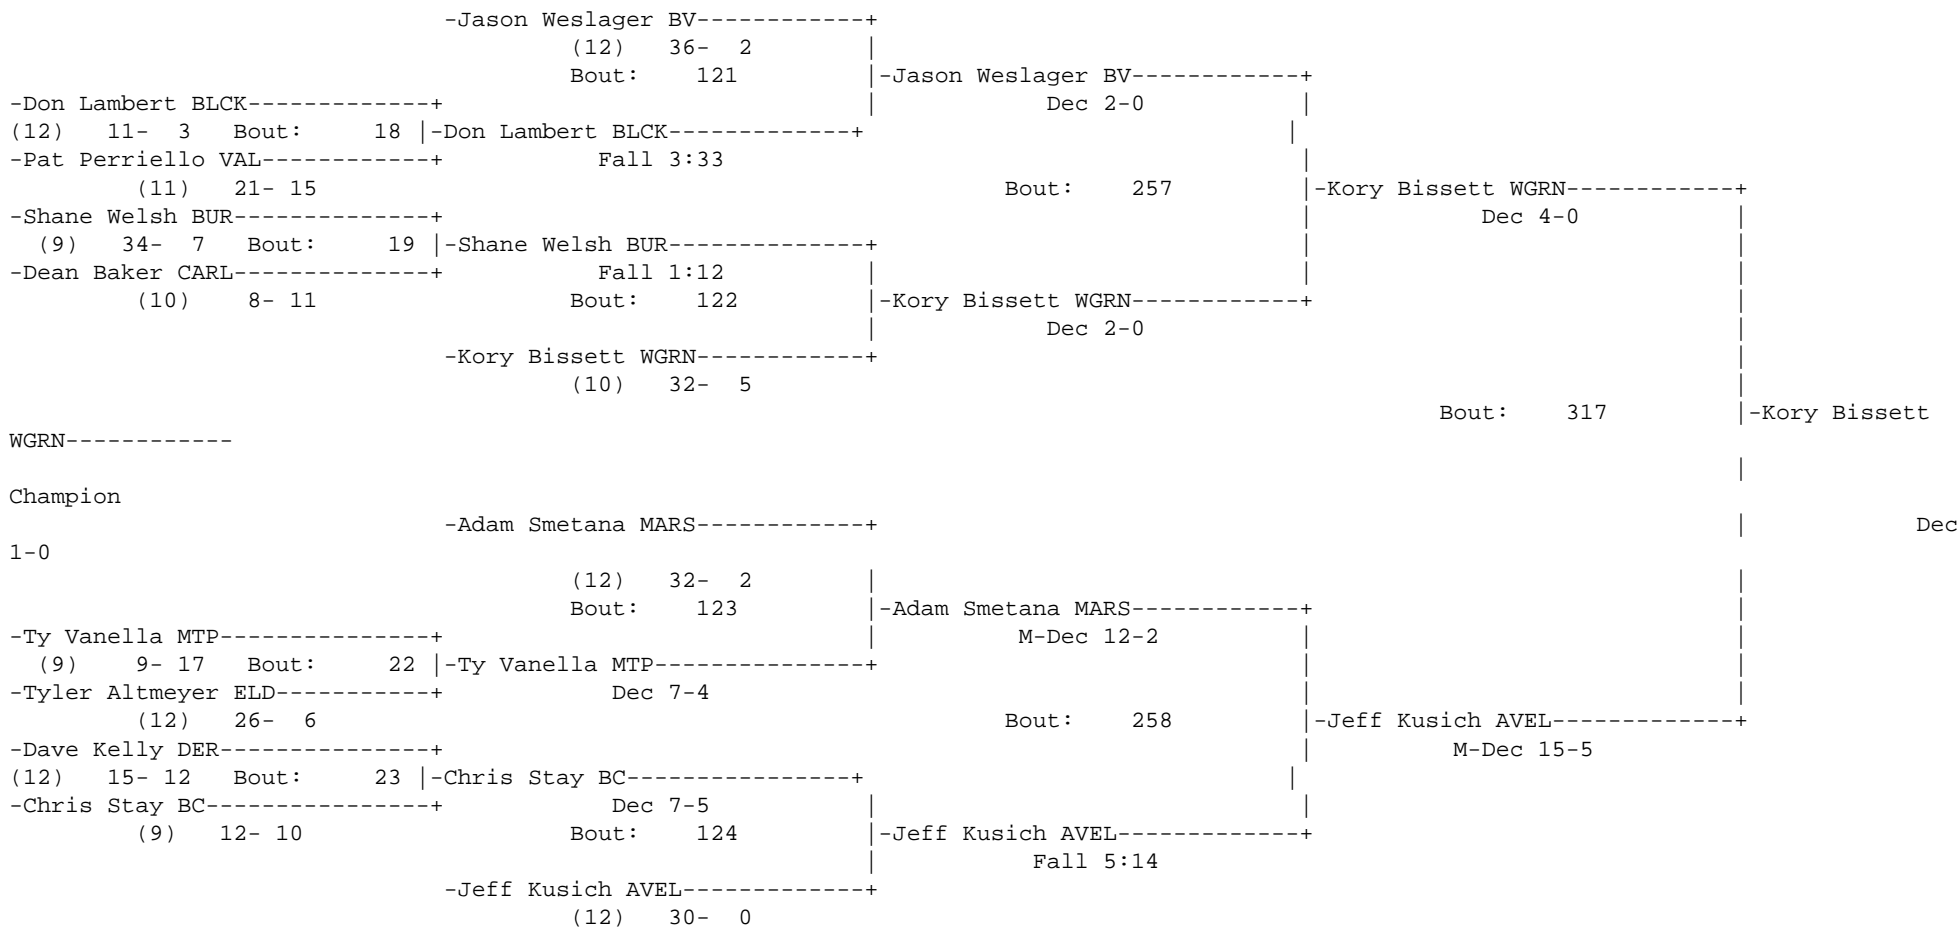 -Jason Weslager BV------------+
(12)   36-  2        |
Bout:    121         |-Jason Weslager BV------------+
-Don Lambert BLCK-------------+                               |            Dec 2-0          |
(12)   11-  3   Bout:     18 |-Don Lambert BLCK-------------+                               |
-Pat Perriello VAL------------+           Fall 3:33                                          |
(11)   21- 15                                                  Bout:    257         |-Kory Bissett WGRN------------+
-Shane Welsh BUR--------------+                                                              |            Dec 4-0          |
(9)   34-  7   Bout:     19 |-Shane Welsh BUR--------------+                               |                              |
-Dean Baker CARL--------------+           Fall 1:12           |                              |                              |
(10)    8- 11                  Bout:    122         |-Kory Bissett WGRN------------+                              |
|            Dec 2-0                                         |
-Kory Bissett WGRN------------+                                                             |
(10)   32-  5                                                                       |
Bout:    317         |-Kory Bissett
WGRN------------
|
Champion
-Adam Smetana MARS------------+                                                             |            Dec
1-0
(12)   32-  2        |                                                             |
Bout:    123         |-Adam Smetana MARS------------+                              |
-Ty Vanella MTP---------------+                               |          M-Dec 12-2          |                              |
(9)    9- 17   Bout:     22 |-Ty Vanella MTP---------------+                              |                              |
-Tyler Altmeyer ELD-----------+            Dec 7-4                                           |                              |
(12)   26-  6                                                  Bout:    258         |-Jeff Kusich AVEL-------------+
-Dave Kelly DER---------------+                                                              |          M-Dec 15-5
(12)   15- 12   Bout:     23 |-Chris Stay BC----------------+                               |
-Chris Stay BC----------------+            Dec 7-5            |                              |
(9)   12- 10                  Bout:    124         |-Jeff Kusich AVEL-------------+
|           Fall 5:14
-Jeff Kusich AVEL-------------+
(12)   30-  0